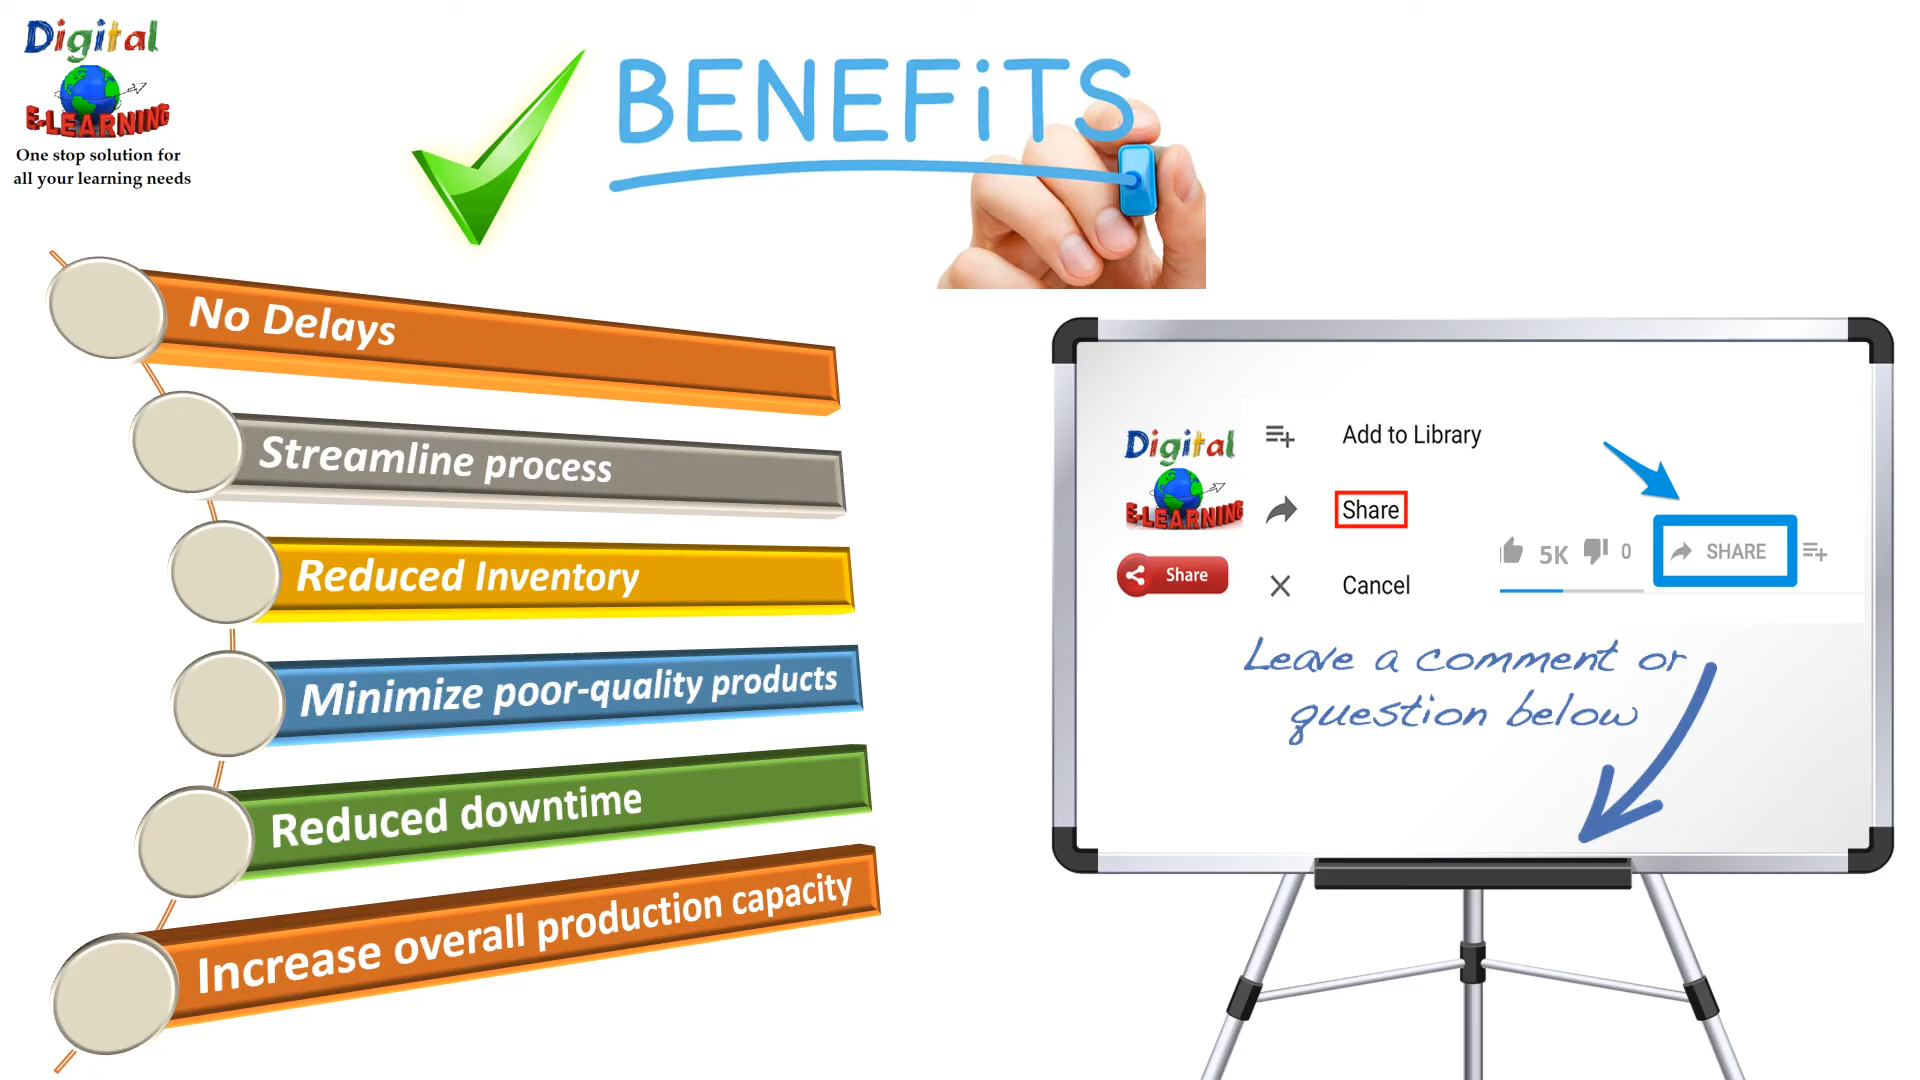 Digital
E-LEARNING
One stop solution for
all your learning needs
BENEFiTS
No Delays
Streamline process
Reduced Inventory
Minimize poor-quality products
Reduced downtime
Increase overall production capacity
Digital
E-LEARNING
Share
Add to Library
Share
Cancel
5K 0 SHARE
Leave a comment or
question below